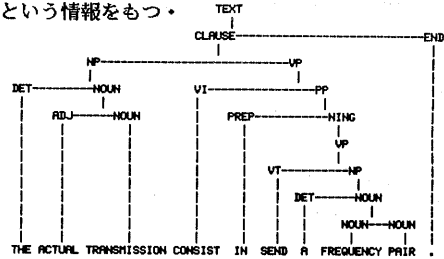 という情報をもつ・
TEXT
CLAUSE END
NP VP
DET NOUN VI PP
ADJ NOUN PREP NING
VP
VT NP
DET NOUN
NOUN NOUN
THE ACTUAL TRANSMISSION CONSIST IN SEND A FREQUENCY PAIR .